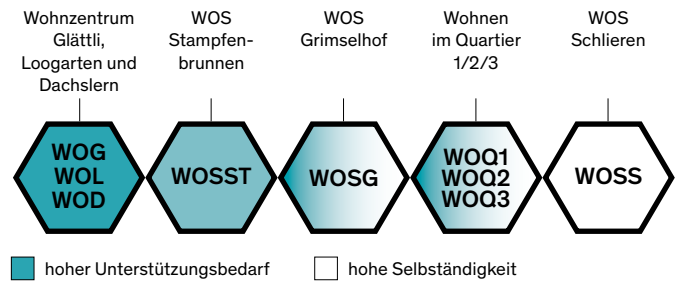 Wohnzentrum
Glättli,
Loogarten und
Dachslern
WOS
Stampfen-
brunnen
WOS
Grimselhof
Wohnen
im Quartier
1/2/3
WOS
Schlieren
WOG
WOL
WOD
WOSST
WOSG
WOQ1
WOQ2
WOQ3
WOSS
hoher Unterstützungsbedarf
hohe Selbständigkeit